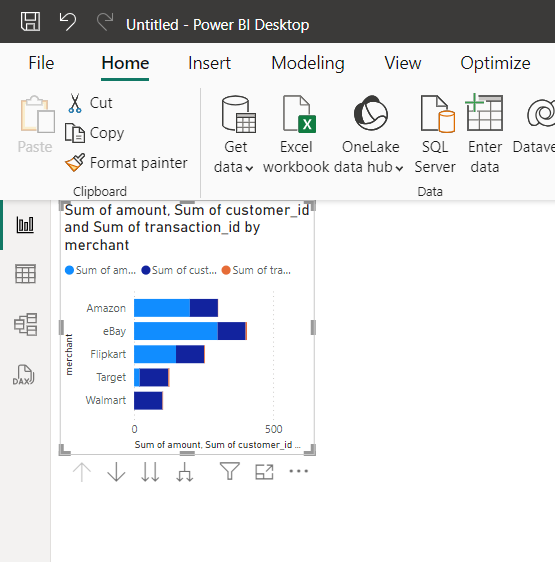 Untitled - Power BI Desktop
File Home Insert Modeling View Optimize
Paste
Cut
Copy
Format painter
Get data
Excel workbook
OneLake data hub
SQL Server
Enter data
Datave
Clipboard
Data
Sum of amount, Sum of customer_id
and Sum of transaction_id by
merchant
Sum of am... Sum of cust... Sum of tra...
merchant
Amazon
eBay
Flipkart
Target
Walmart
0 500
Sum of amount, Sum of customer_id ...
DAX